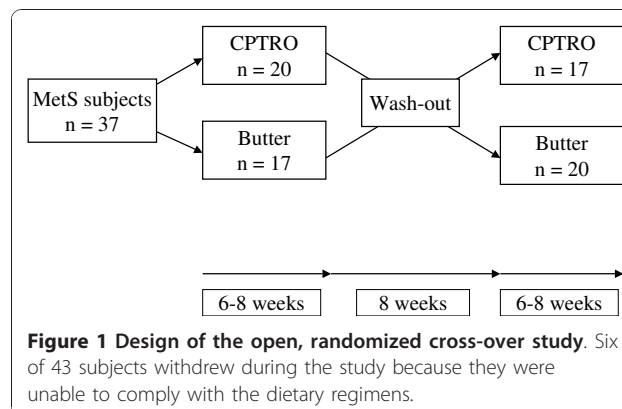 CPTRO
n = 20
CPTRO
n = 17
MetS subjects
n = 37
Wash-out
Butter
n = 17
Butter
n = 20
6-8 weeks
8 weeks
6-8 weeks
Figure 1 Design of the open, randomized cross-over study. Six
of 43 subjects withdrew during the study because they were
unable to comply with the dietary regimens.